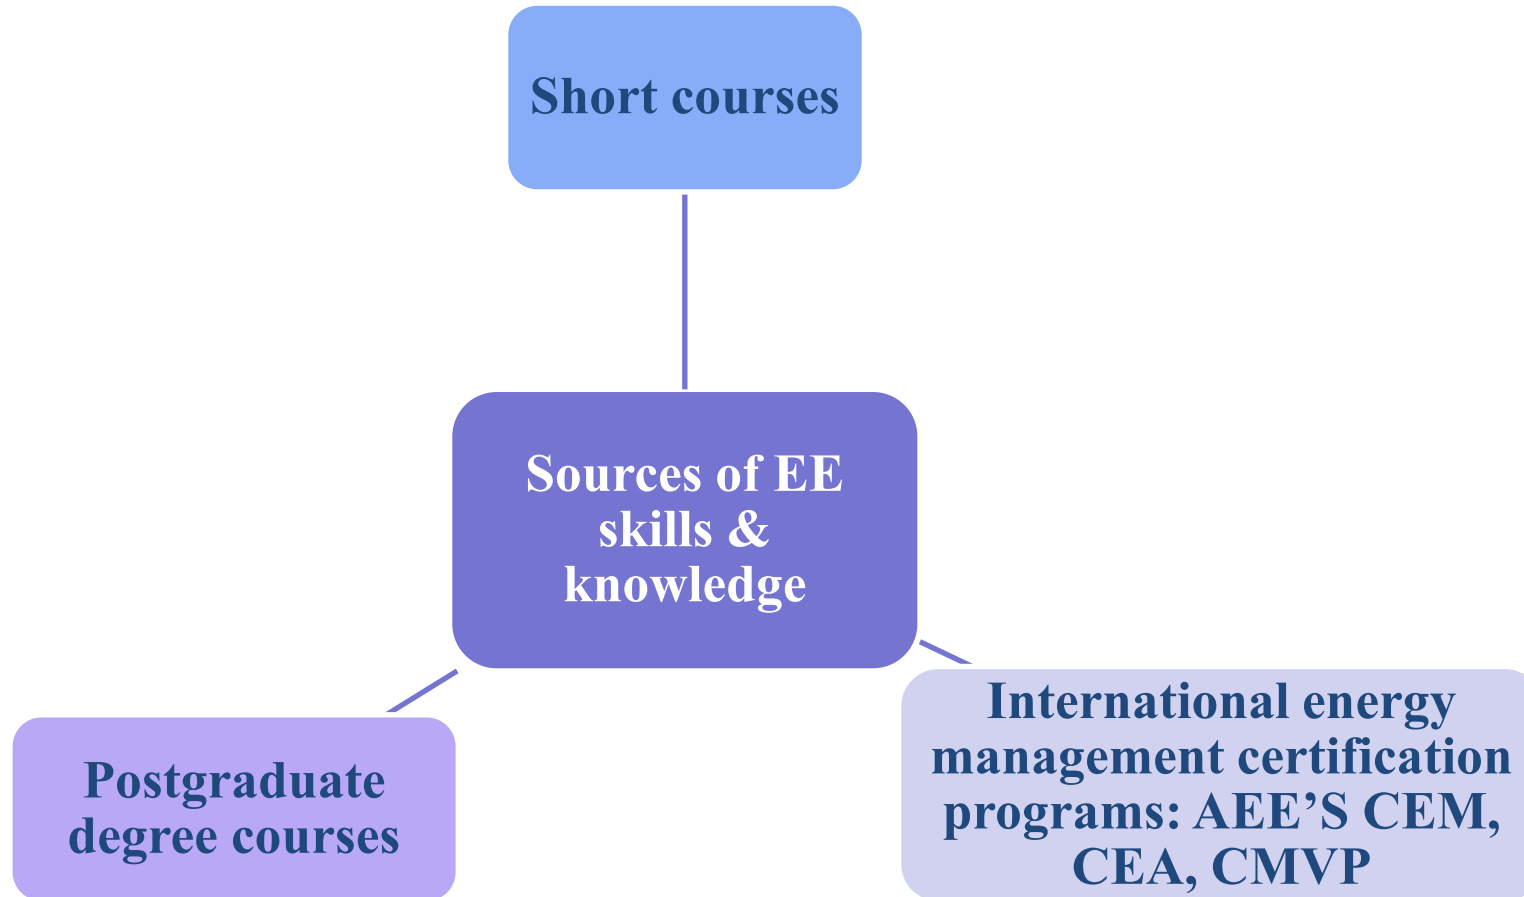 Short courses
Sources of EE
skills &
knowledge
Postgraduate
degree courses
International energy
management certification
programs: AEE’S CEM,
CEA, CMVP